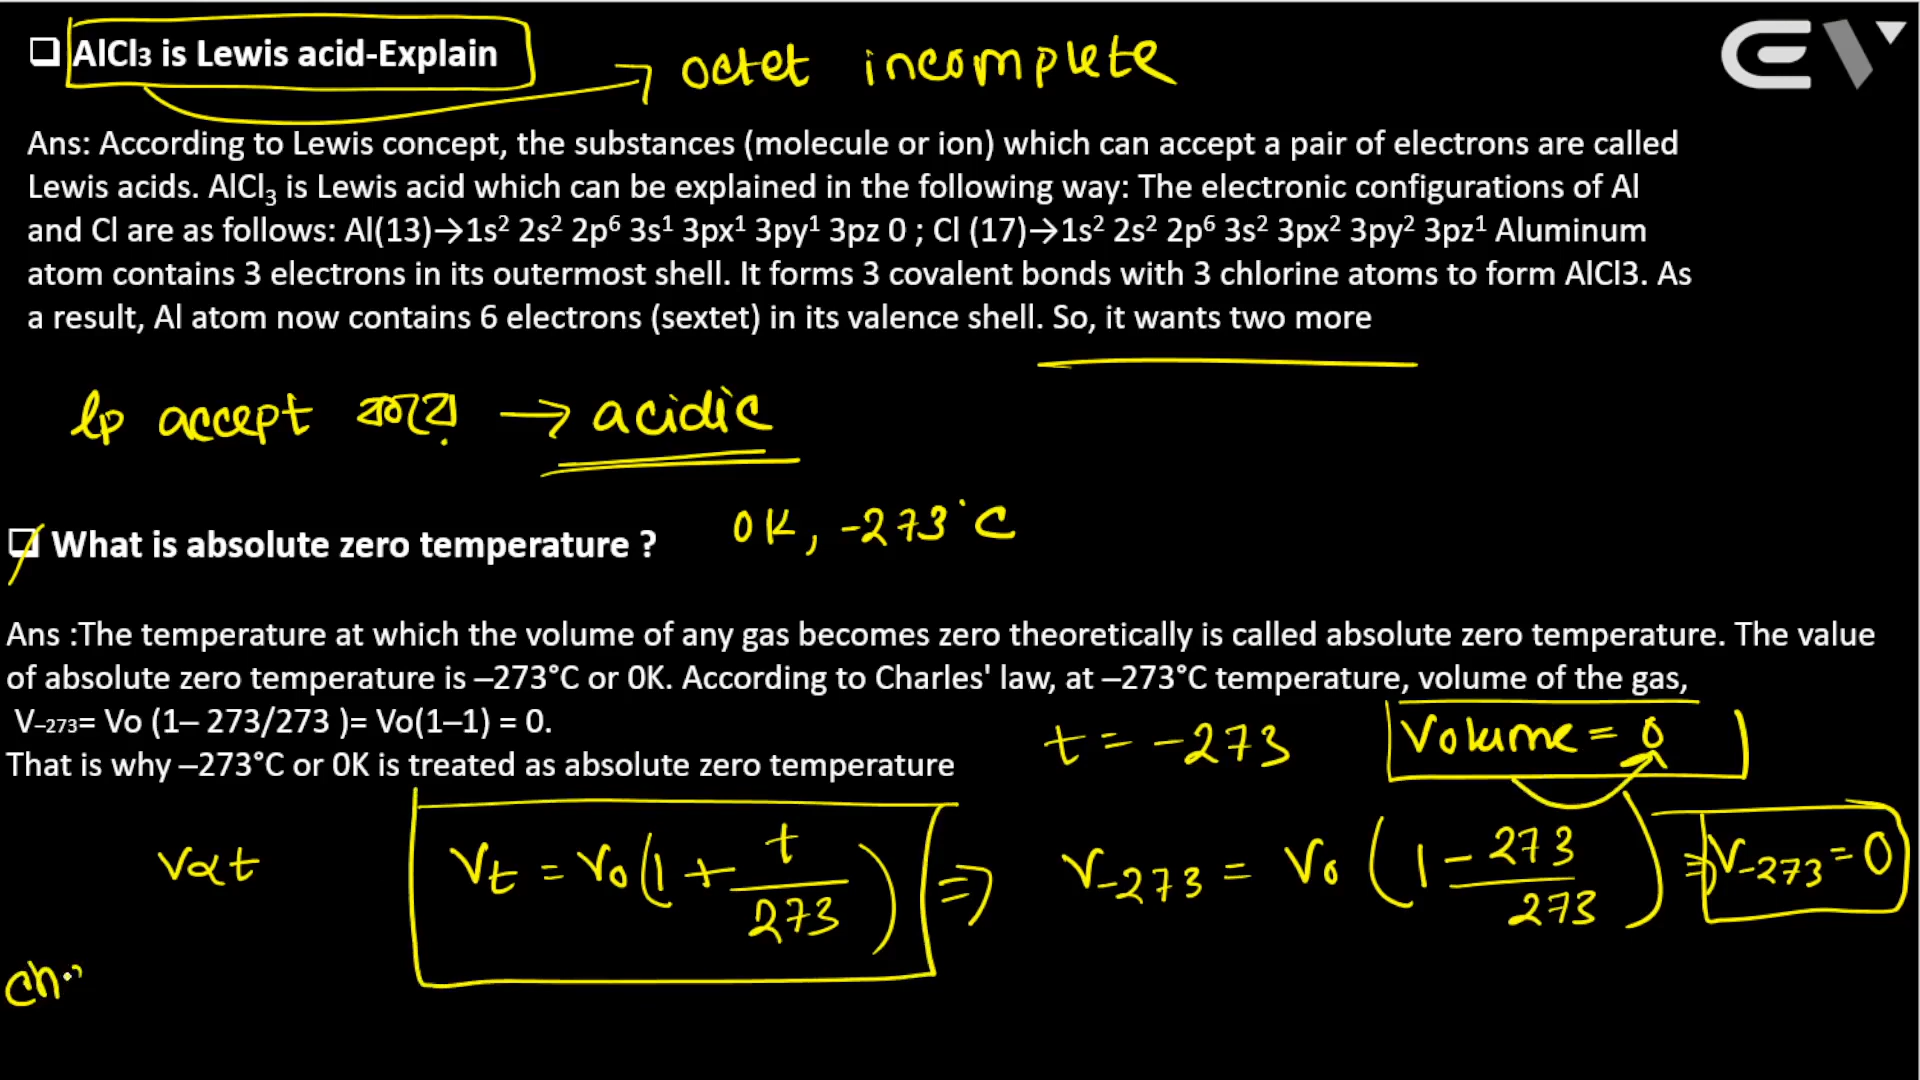 ❑ AlCl₃ is Lewis acid-Explain
octet incomplete
EV
Ans: According to Lewis concept, the substances (molecule or ion) which can accept a pair of electrons are called
Lewis acids. AlCl₃ is Lewis acid which can be explained in the following way: The electronic configurations of Al
and Cl are as follows: Al(13)→1s² 2s² 2p⁶ 3s¹ 3px¹ 3py¹ 3pz 0 ; Cl (17)→1s² 2s² 2p⁶ 3s² 3px² 3py² 3pz¹ Aluminum
atom contains 3 electrons in its outermost shell. It forms 3 covalent bonds with 3 chlorine atoms to form AlCl3. As
a result, Al atom now contains 6 electrons (sextet) in its valence shell. So, it wants two more
lp accept করে → acidic
❑ What is absolute zero temperature ?
0K, -273°C
Ans :The temperature at which the volume of any gas becomes zero theoretically is called absolute zero temperature. The value
of absolute zero temperature is –273°C or 0K. According to Charles' law, at –273°C temperature, volume of the gas,
V₋₂₇₃= Vo (1– 273/273 )= Vo(1–1) = 0.
t = -273
Volume = 0
That is why –273°C or 0K is treated as absolute zero temperature
V∝t
Vt = V₀(1 + t/273) ⇒ V₋₂₇₃ = V₀ (1 - 273/273) ⇒ V₋₂₇₃ = 0